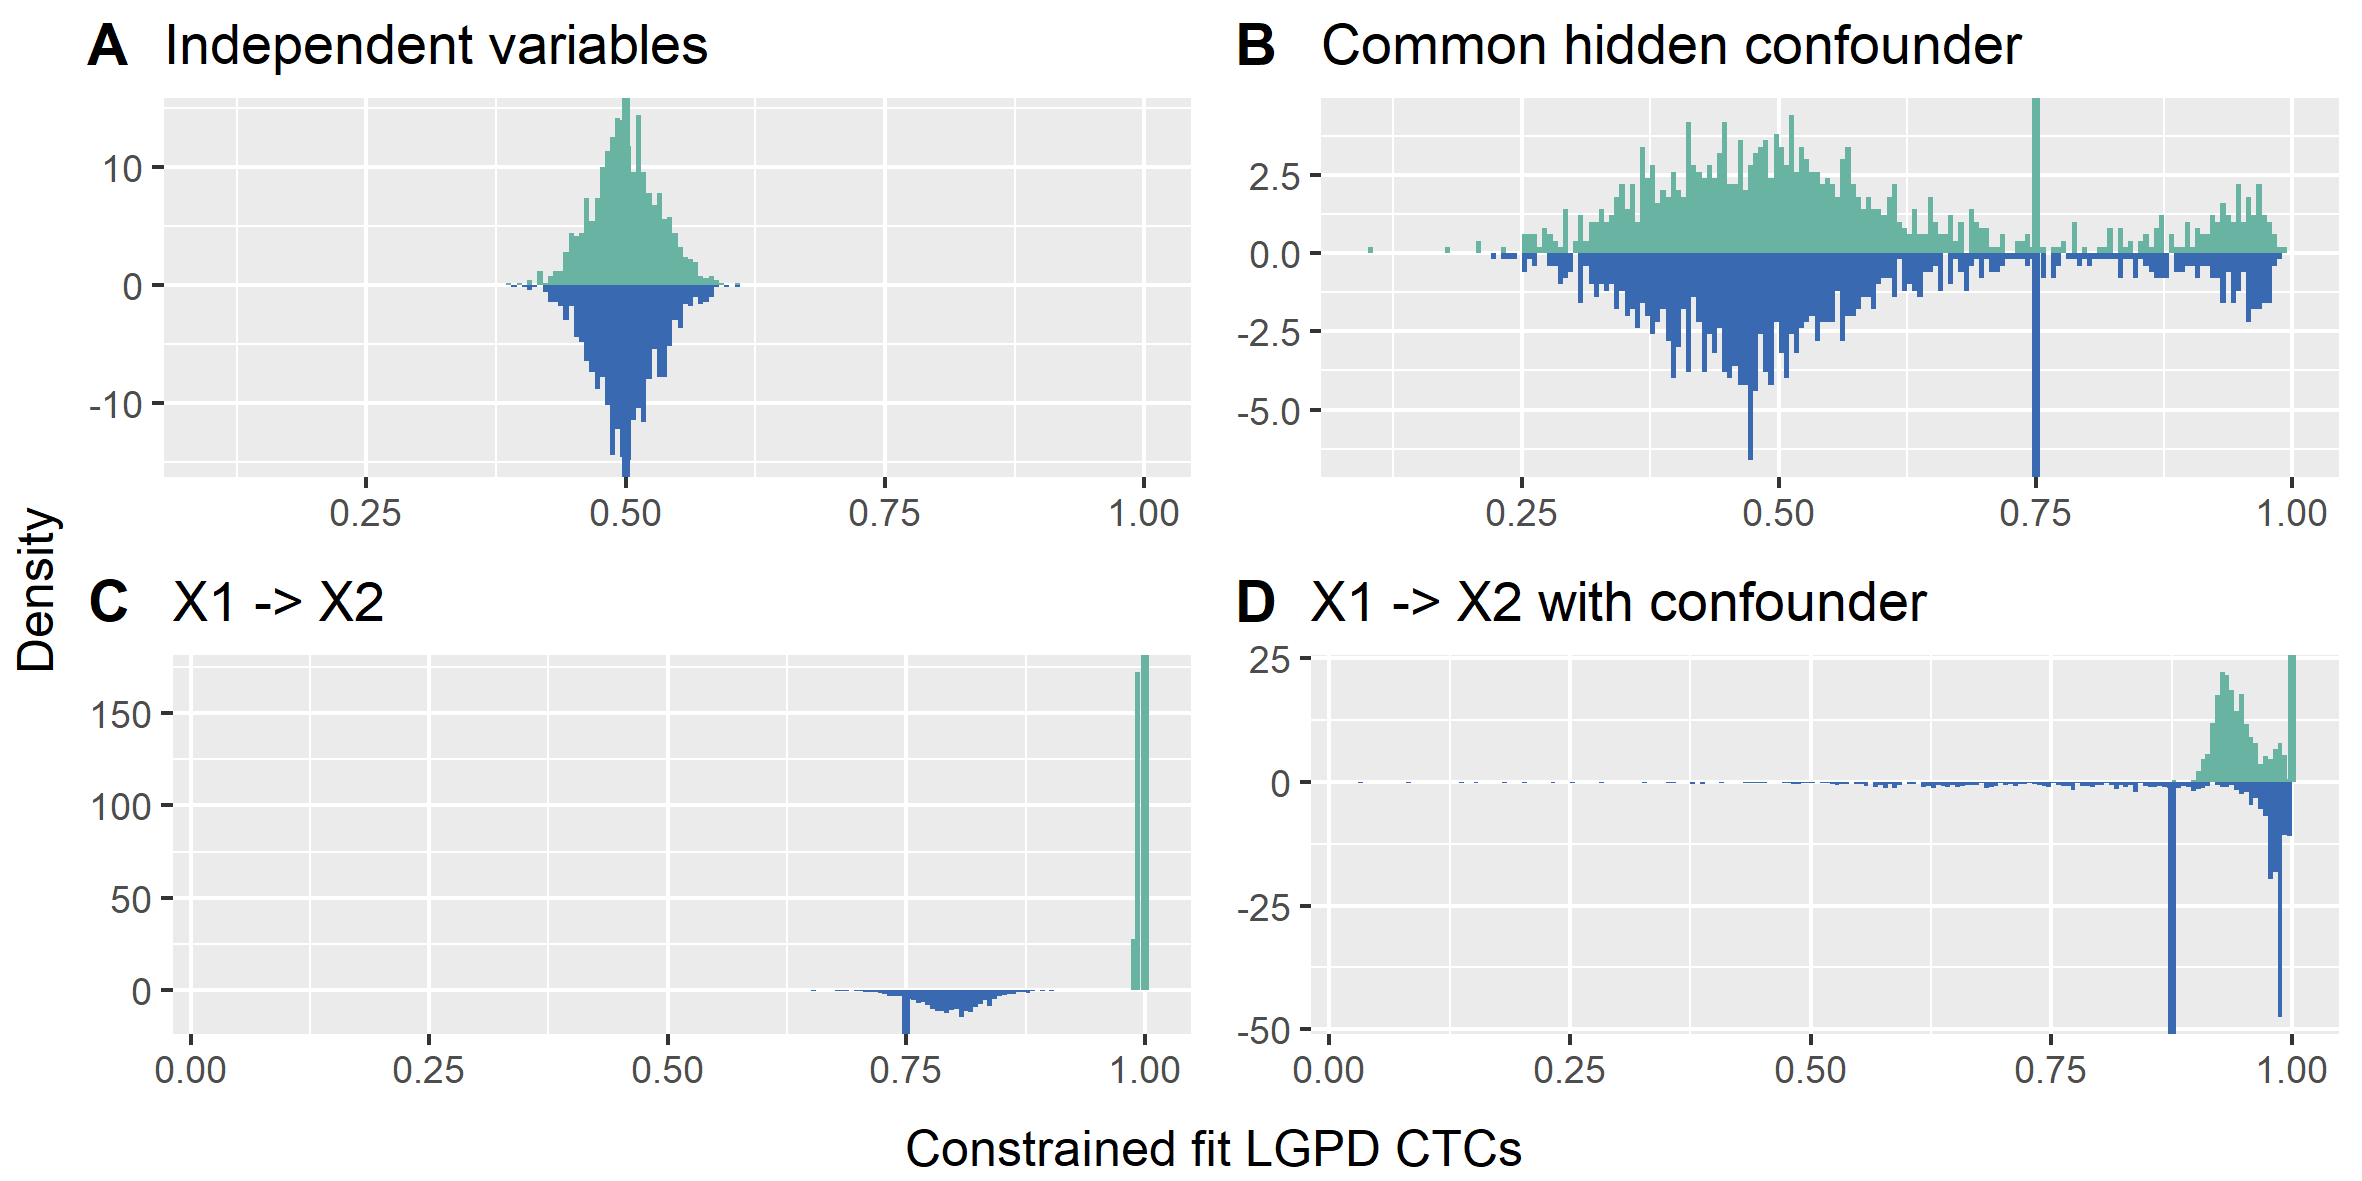 A Independent variables
10
0
-10
0.25 0.50 0.75 1.00
B Common hidden confounder
2.5
0.0
-2.5
-5.0
0.25 0.50 0.75 1.00
Density
C X1 -> X2
150
100
50
0
0.00 0.25 0.50 0.75 1.00
D X1 -> X2 with confounder
25
0
-25
-50
0.00 0.25 0.50 0.75 1.00
Constrained fit LGPD CTCs